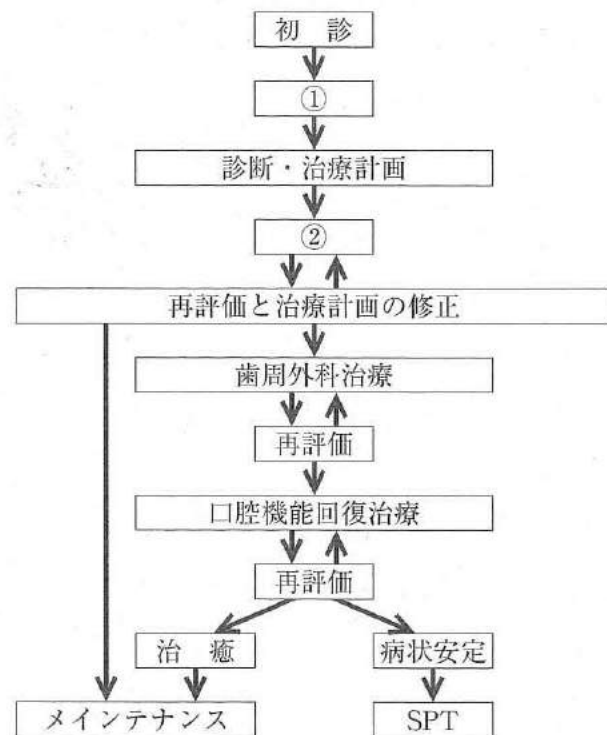 初 診
①
診断・治療計画
②
再評価と治療計画の修正
歯周外科治療
再評価
口腔機能回復治療
再評価
治 癒 病状安定
メインテナンス SPT